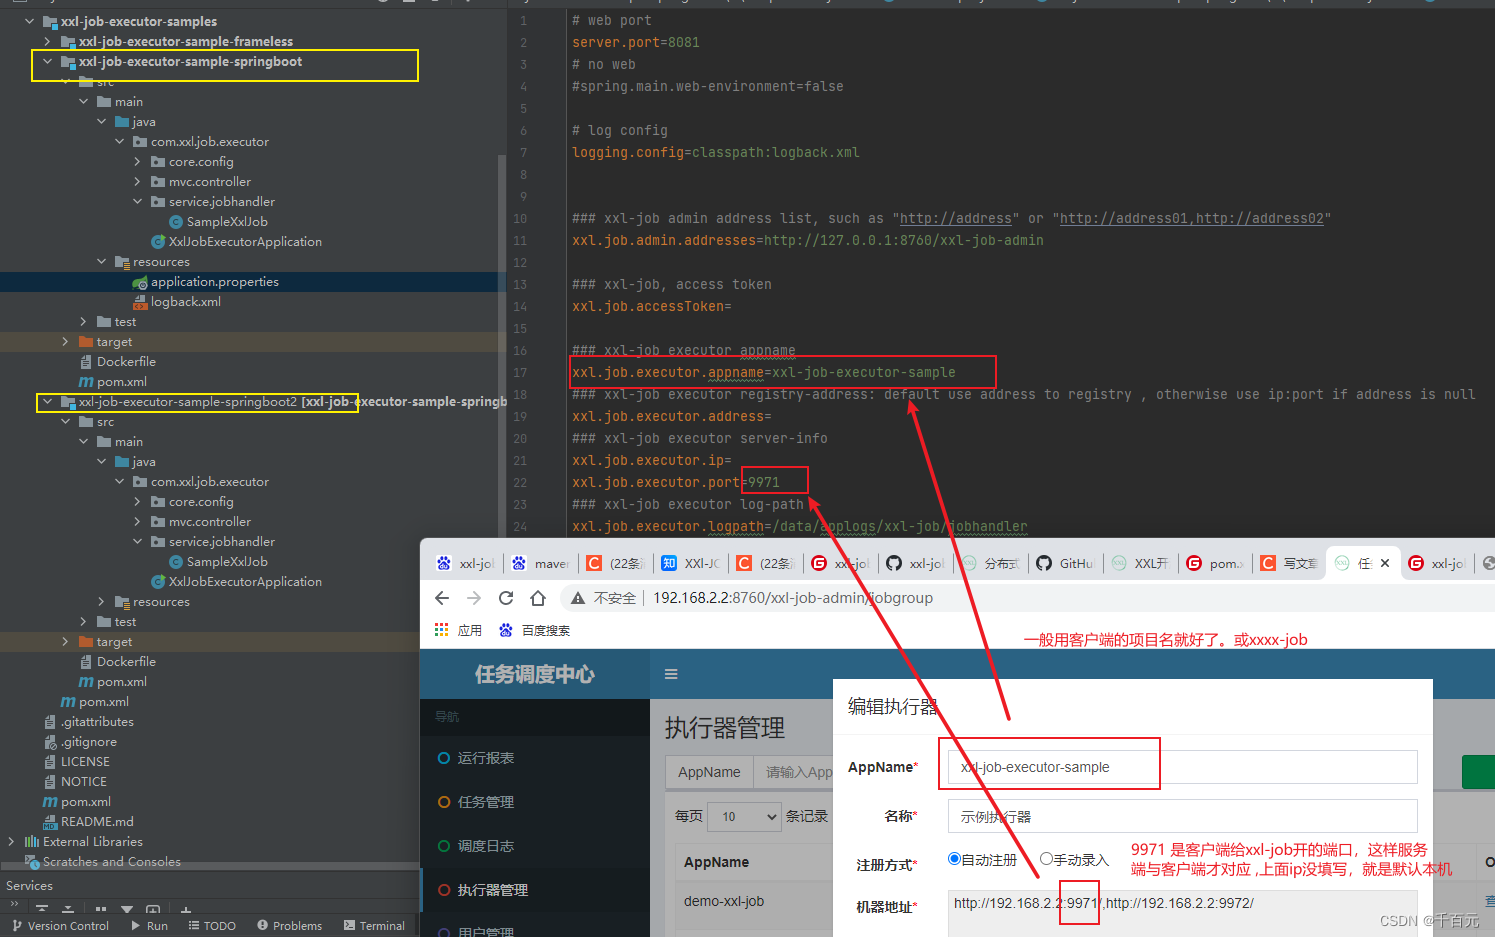 xxl-job-executor-samples
xxl-job-executor-sample-frameless
xxl-job-executor-sample-springboot
src
main
java
com.xxl.job.executor
core.config
mvc.controller
service.jobhandler
SampleXxlJob
XxlJobExecutorApplication
resources
application.properties
logback.xml
test
target
Dockerfile
pom.xml
xxl-job-executor-sample-springboot2 [xxl-job-executor-sample-springb
src
main
java
com.xxl.job.executor
core.config
mvc.controller
service.jobhandler
SampleXxlJob
XxlJobExecutorApplication
resources
test
target
Dockerfile
pom.xml
pom.xml
.gitattributes
.gitignore
LICENSE
NOTICE
pom.xml
README.md
External Libraries
Scratches and Consoles
Services
Version Control Run TODO Problems Terminal
1 # web port
2 server.port=8081
3 # no web
4 #spring.main.web-environment=false
5
6 # log config
7 logging.config=classpath:logback.xml
8
9
10 ### xxl-job admin address list, such as "http://address" or "http://address01,http://address02"
11 xxl.job.admin.addresses=http://127.0.0.1:8760/xxl-job-admin
12
13 ### xxl-job, access token
14 xxl.job.accessToken=
15
16 ### xxl-job executor appname
17 xxl.job.executor.appname=xxl-job-executor-sample
18 ### xxl-job executor registry-address: default use address to registry , otherwise use ip:port if address is null
19 xxl.job.executor.address=
20 ### xxl-job executor server-info
21 xxl.job.executor.ip=
22 xxl.job.executor.port=9971
23 ### xxl-job executor log-path
24 xxl.job.executor.logpath=/data/applogs/xxl-job/jobhandler
xxl-jol maven (22条 XXl-JC (22条 xxl-jol xxl-jol 分布式 GitHu XXL开 pom. 写文章 任 xxl-jol
不安全 192.168.2.2:8760/xxl-job-admin/jobgroup
应用 百度搜索
一般用客户端的项目名就好了。或xxxx-job
任务调度中心
导航
运行报表
任务管理
调度日志
执行器管理
用户管理
执行器管理
AppName 请输入App
每页 10 条记录
AppName
demo-xxl-job
编辑执行器
AppName* xxl-job-executor-sample
名称* 示例执行器
注册方式* 自动注册 手动录入
9971 是客户端给xxl-job开的端口，这样服务
端与客户端才对应 ,上面ip没填写，就是默认本机
机器地址* http://192.168.2.2:9971/,http://192.168.2.2:9972/
O
查
CSDN @千百元